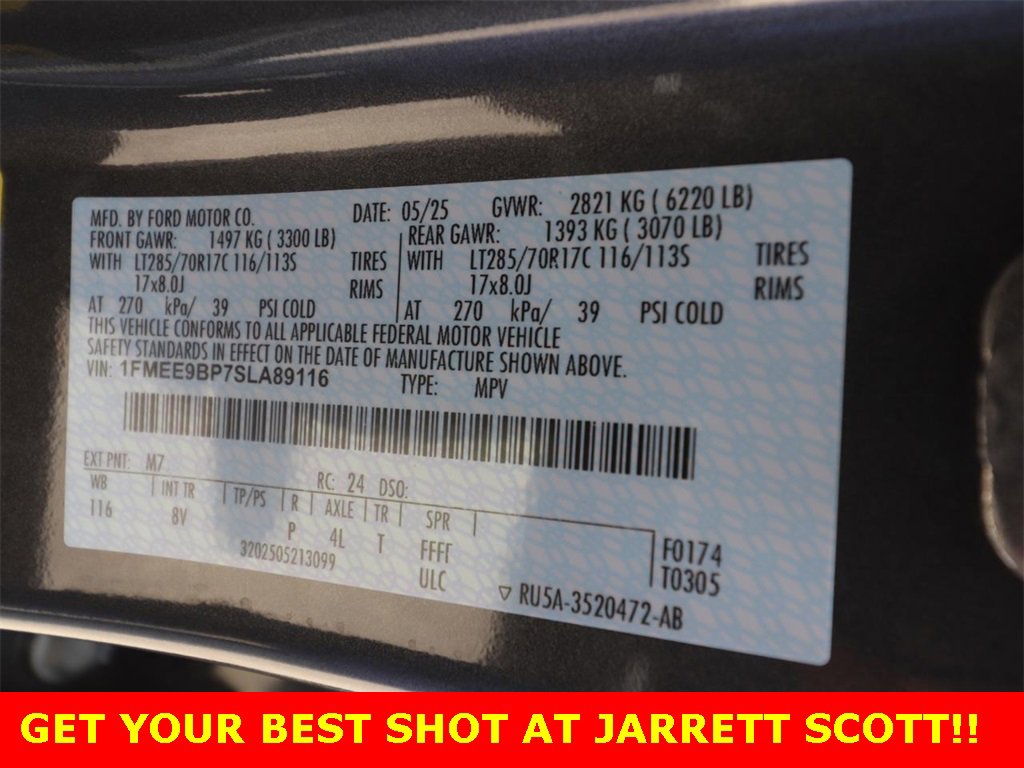 MFD. BY FORD MOTOR CO. DATE: 05/25 GVWR: 2821 KG ( 6220 LB)
FRONT GAWR: 1497 KG ( 3300 LB) REAR GAWR: 1393 KG ( 3070 LB)
WITH LT285/70R17C 116/113S TIRES WITH LT285/70R17C 116/113S TIRES
17x8.0J RIMS 17x8.0J RIMS
AT 270 kPa/ 39 PSI COLD AT 270 kPa/ 39 PSI COLD
THIS VEHICLE CONFORMS TO ALL APPLICABLE FEDERAL MOTOR VEHICLE
SAFETY STANDARDS IN EFFECT ON THE DATE OF MANUFACTURE SHOWN ABOVE.
VIN: 1FMEE9BP7SLA89116 TYPE: MPV
EXT PNT: M7 RC: 24 DSO:
WB INT TR TP/PS R AXLE TR SPR
116 8V P 4L T FFFF
3202505213099 ULC
F0174
T0305
RU5A-3520472-AB
GET YOUR BEST SHOT AT JARRETT SCOTT!!